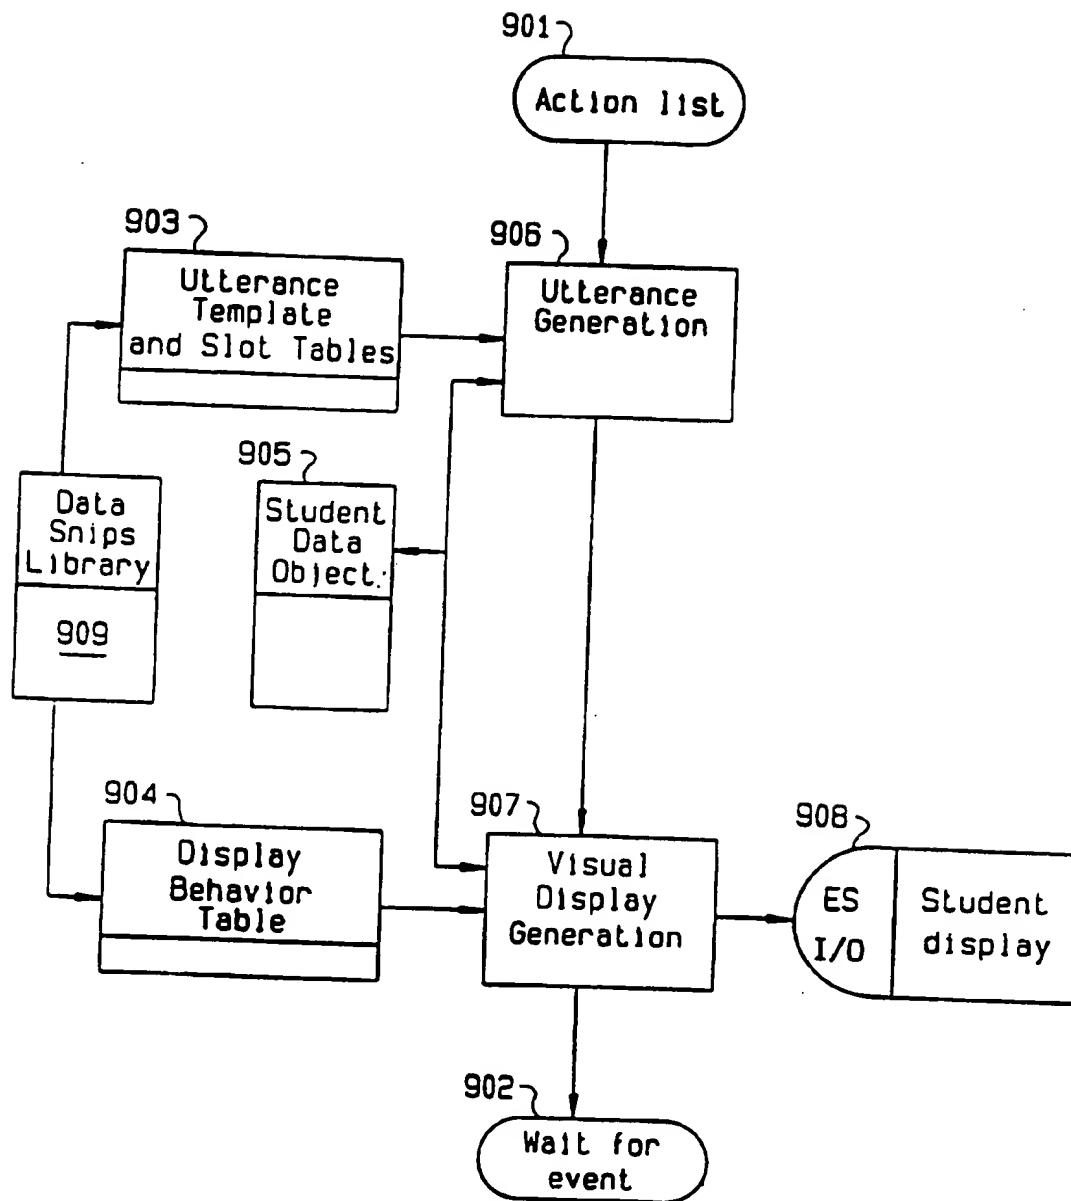 901
Action list
903
Utterance
Template
and Slot Tables
906
Utterance
Generation
905
Student
Data
Object
Data
Snips
Library
909
904
Display
Behavior
Table
907
Visual
Display
Generation
908
ES
I/O
Student
display
902
Wait for
event